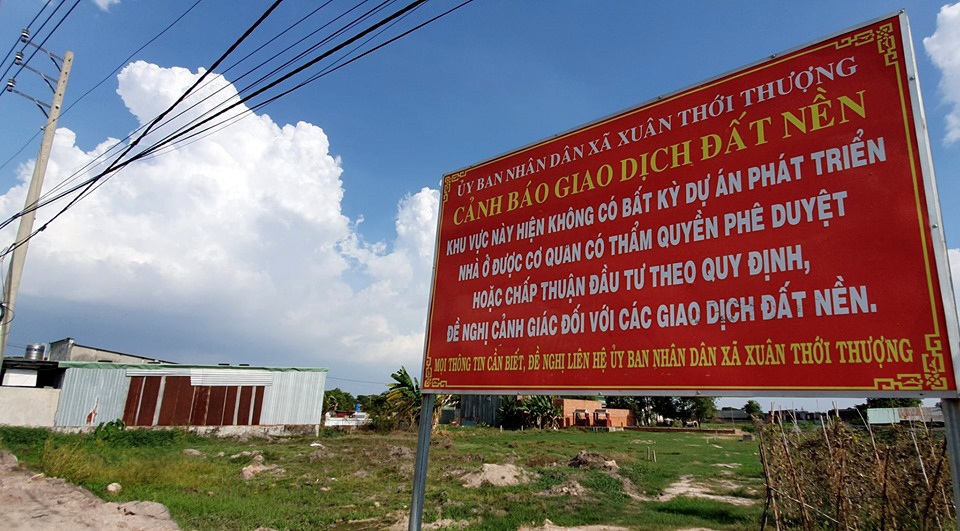 ỦY BAN NHÂN DÂN XÃ XUÂN THỚI THƯỢNG
CẢNH BÁO GIAO DỊCH ĐẤT NỀN
KHU VỰC NÀY HIỆN KHÔNG CÓ BẤT KỲ DỰ ÁN PHÁT TRIỂN
NHÀ Ở ĐƯỢC CƠ QUAN CÓ THẨM QUYỀN PHÊ DUYỆT
HOẶC CHẤP THUẬN ĐẦU TƯ THEO QUY ĐỊNH,
ĐỀ NGHỊ CẢNH GIÁC ĐỐI VỚI CÁC GIAO DỊCH ĐẤT NỀN.
MỌI THÔNG TIN CẦN BIẾT, ĐỀ NGHỊ LIÊN HỆ ỦY BAN NHÂN DÂN XÃ XUÂN THỚI THƯỢNG